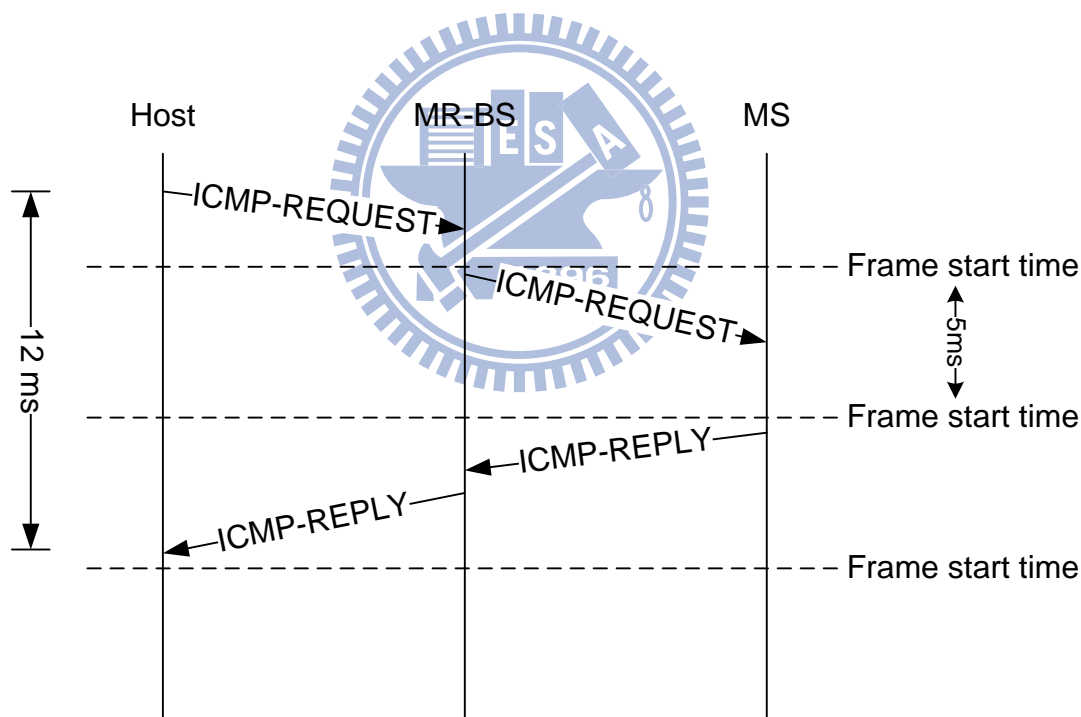 Host
MR-BS
MS
E S A
ICMP-REQUEST
Frame start time
1896
ICMP-REQUEST
5ms
12 ms
Frame start time
ICMP-REPLY
ICMP-REPLY
Frame start time